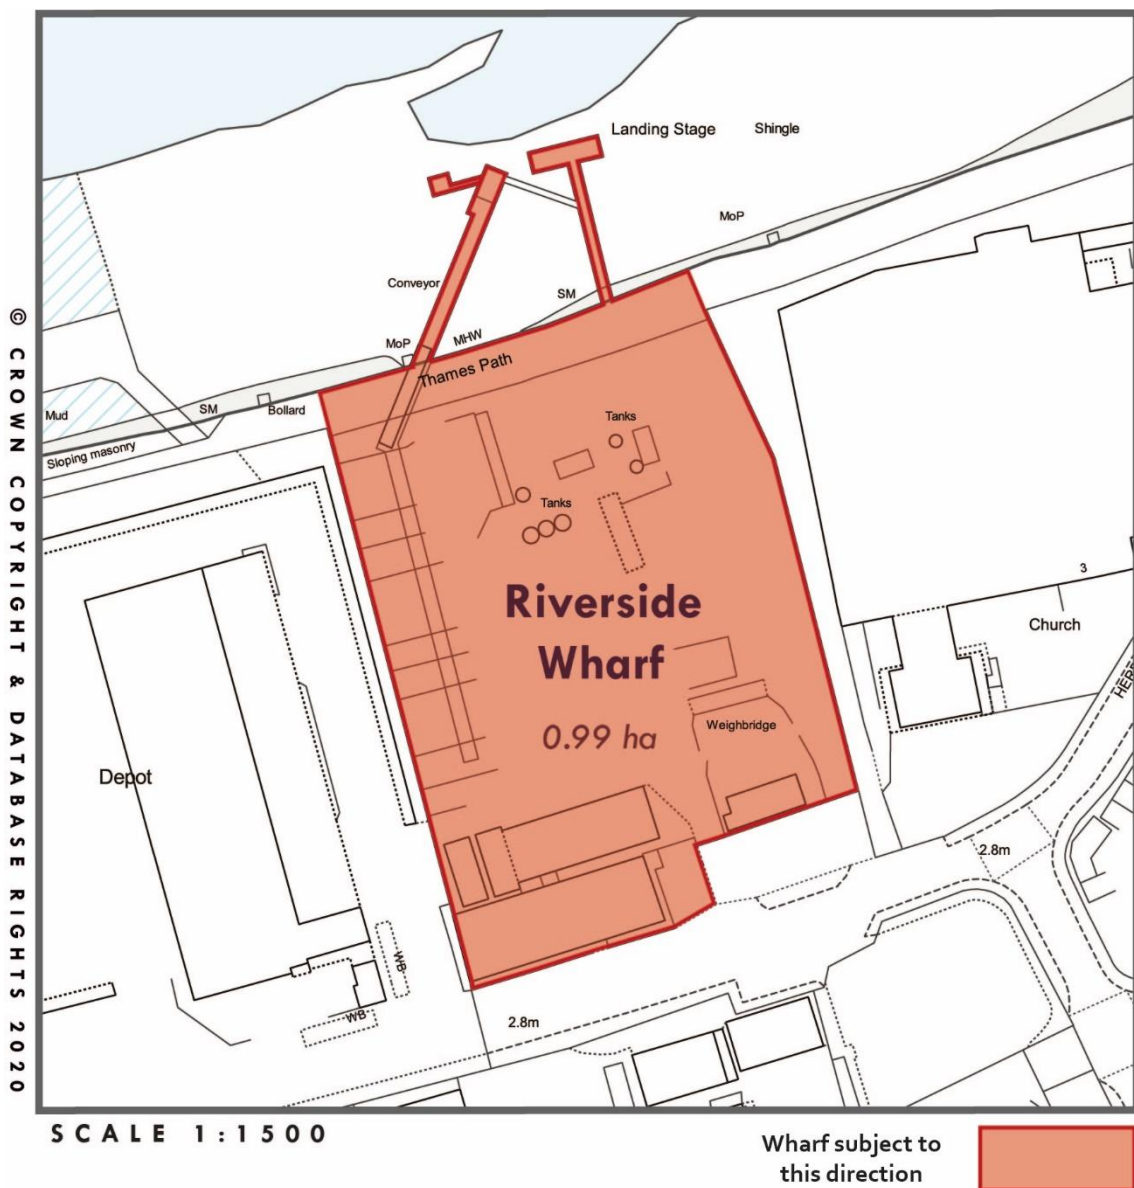 Landing Stage
Shingle
MoP
Conveyor
SM
MoP
MHW
Thames Path
Mud
SM
Bollard
Sloping masonry
Tanks
Tanks
Riverside
Wharf
0.99 ha
Weighbridge
3
Church
Depot
WB
WB
2.8m
2.8m
© CROWN COPYRIGHT & DATABASE RIGHTS 2020
SCALE 1:1500
Wharf subject to
this direction